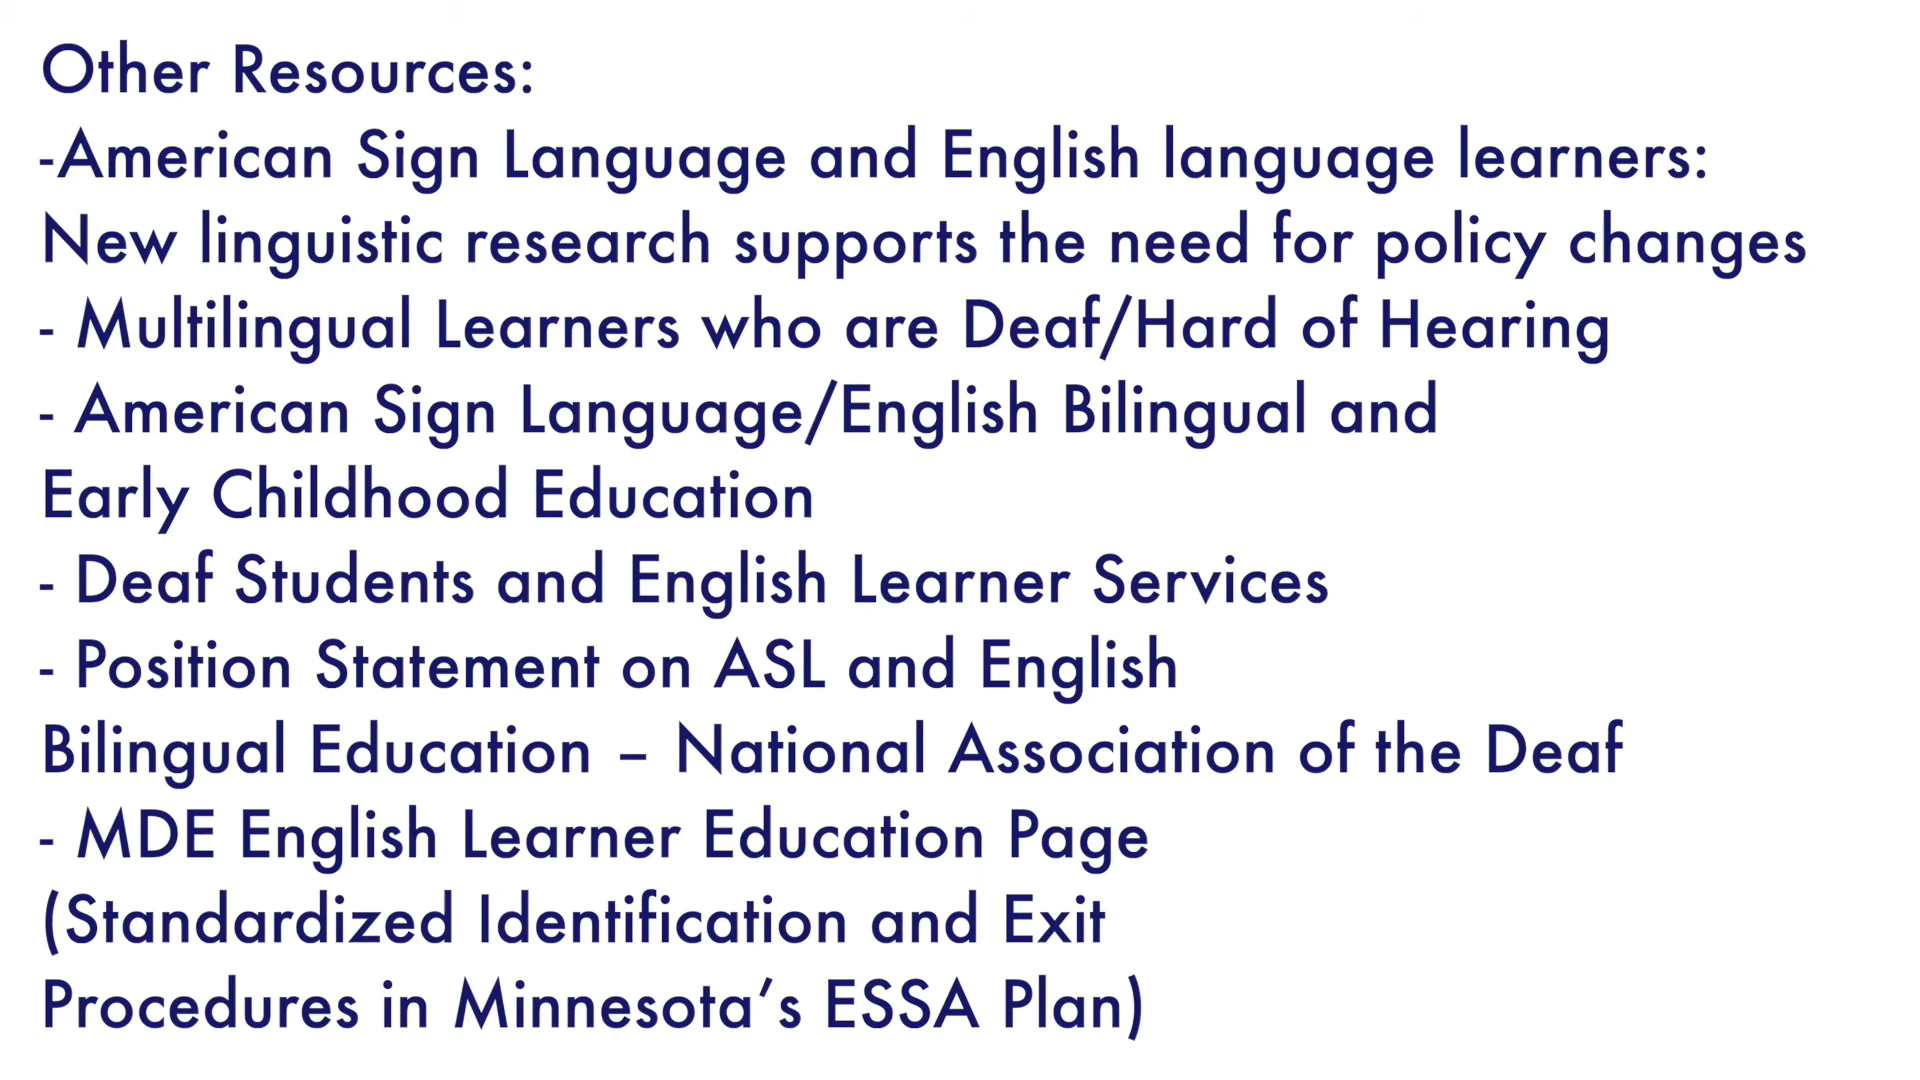 Other Resources:
-American Sign Language and English language learners:
New linguistic research supports the need for policy changes
- Multilingual Learners who are Deaf/Hard of Hearing
- American Sign Language/English Bilingual and
Early Childhood Education
- Deaf Students and English Learner Services
- Position Statement on ASL and English
Bilingual Education – National Association of the Deaf
- MDE English Learner Education Page
(Standardized Identification and Exit
Procedures in Minnesota’s ESSA Plan)